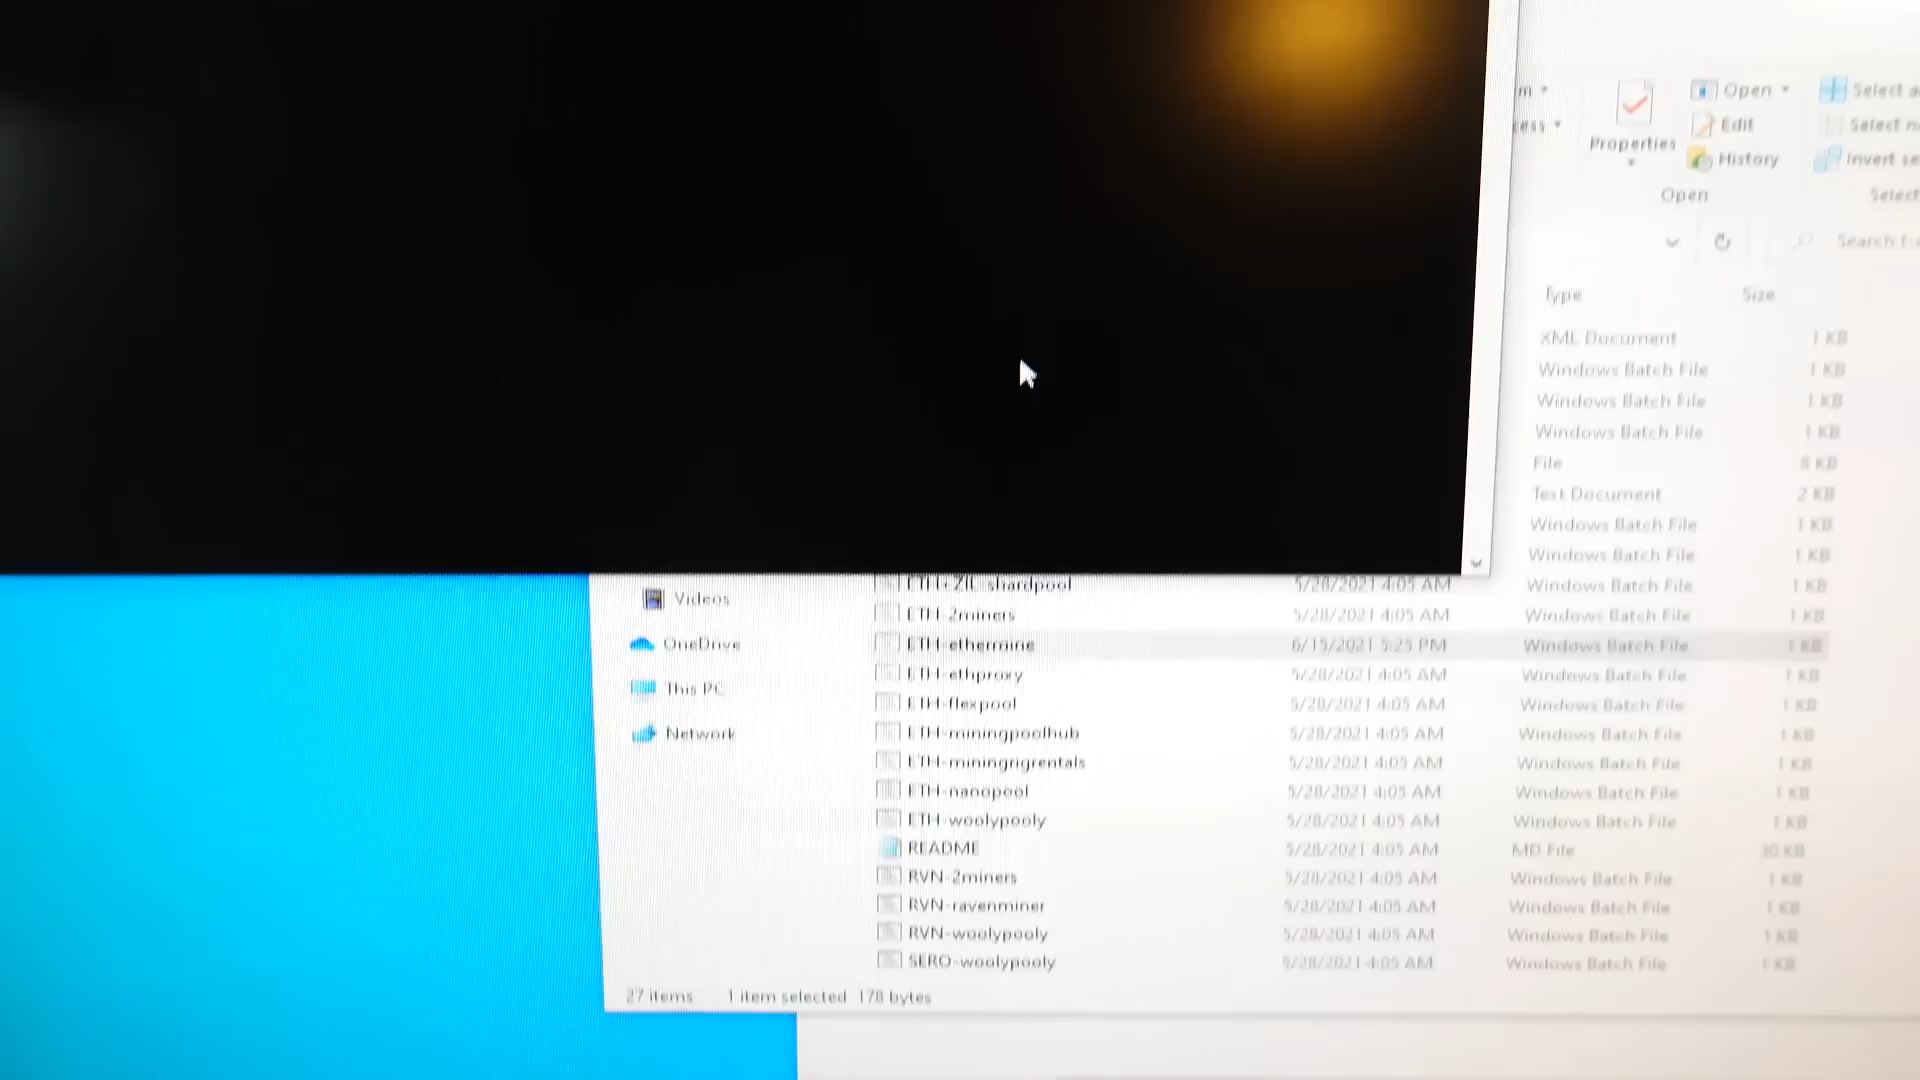 Open
Select
Edit
Properties
History
Invert
Open
Select
Search
Type Size
XML Document 1 KB
Windows Batch File 1 KB
Windows Batch File 1 KB
Windows Batch File 1 KB
File 8 KB
Text Document 2 KB
Windows Batch File 1 KB
Windows Batch File 1 KB
Videos
ETH+ZIL-shardpool 5/28/2021 4:05 AM Windows Batch File 1 KB
ETH-2miners 5/28/2021 4:05 AM Windows Batch File 1 KB
OneDrive
ETH-ethermine 6/15/2021 5:25 PM Windows Batch File 1 KB
ETH-ethproxy 5/28/2021 4:05 AM Windows Batch File 1 KB
This PC
ETH-flexpool 5/28/2021 4:05 AM Windows Batch File 1 KB
Network
ETH-miningpoolhub 5/28/2021 4:05 AM Windows Batch File 1 KB
ETH-miningrigrentals 5/28/2021 4:05 AM Windows Batch File 1 KB
ETH-nanopool 5/28/2021 4:05 AM Windows Batch File 1 KB
ETH-woolypooly 5/28/2021 4:05 AM Windows Batch File 1 KB
README 5/28/2021 4:05 AM MD File 30 KB
RVN-2miners 5/28/2021 4:05 AM Windows Batch File 1 KB
RVN-ravenminer 5/28/2021 4:05 AM Windows Batch File 1 KB
RVN-woolypooly 5/28/2021 4:05 AM Windows Batch File 1 KB
SERO-woolypooly 5/28/2021 4:05 AM Windows Batch File 1 KB
27 items 1 item selected 178 bytes